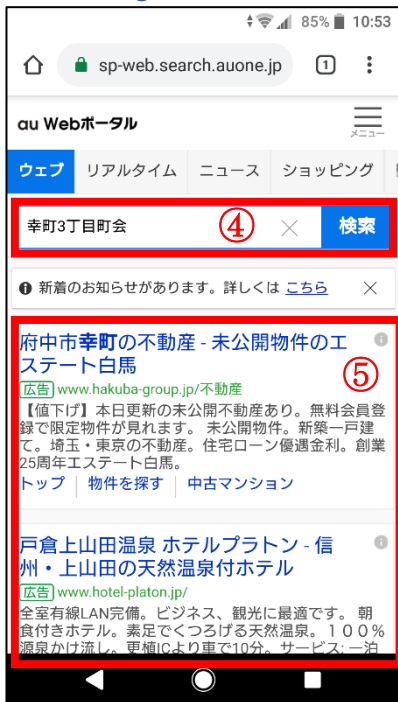 85% 10:53
sp-web.search.auone.jp 1
au Webポータル
メニュー
ウェブ リアルタイム ニュース ショッピング
幸町3丁目町会 ④ 検索
新着のお知らせがあります。詳しくは こちら
府中市幸町の不動産 - 未公開物件のエ
ステート白馬
⑤
広告 www.hakuba-group.jp/不動産
【値下げ】本日更新の未公開不動産あり。無料会員登
録で限定物件が見れます。 未公開物件。新築一戸建
て。埼玉・東京の不動産。住宅ローン優遇金利。創業
25周年エステート白馬。
トップ 物件を探す 中古マンション
戸倉上山田温泉 ホテルプラトン - 信
州・上山田の天然温泉付ホテル
広告 www.hotel-platon.jp/
全室有線LAN完備。ビジネス、観光に最適です。 朝
食付きホテル。素足でくつろげる天然温泉。１００%
源泉かけ流し。更植ICより車で10分。サービス: 一泊